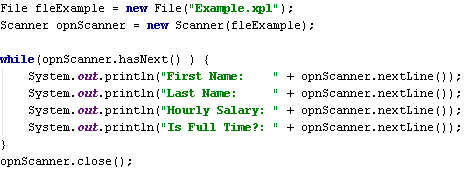 File fleExample = new File("Example.xpl");
Scanner opnScanner = new Scanner(fleExample);

while(opnScanner.hasNext() ) {
    System.out.println("First Name:    " + opnScanner.nextLine());
    System.out.println("Last Name:     " + opnScanner.nextLine());
    System.out.println("Hourly Salary: " + opnScanner.nextLine());
    System.out.println("Is Full Time?: " + opnScanner.nextLine());
}
opnScanner.close();